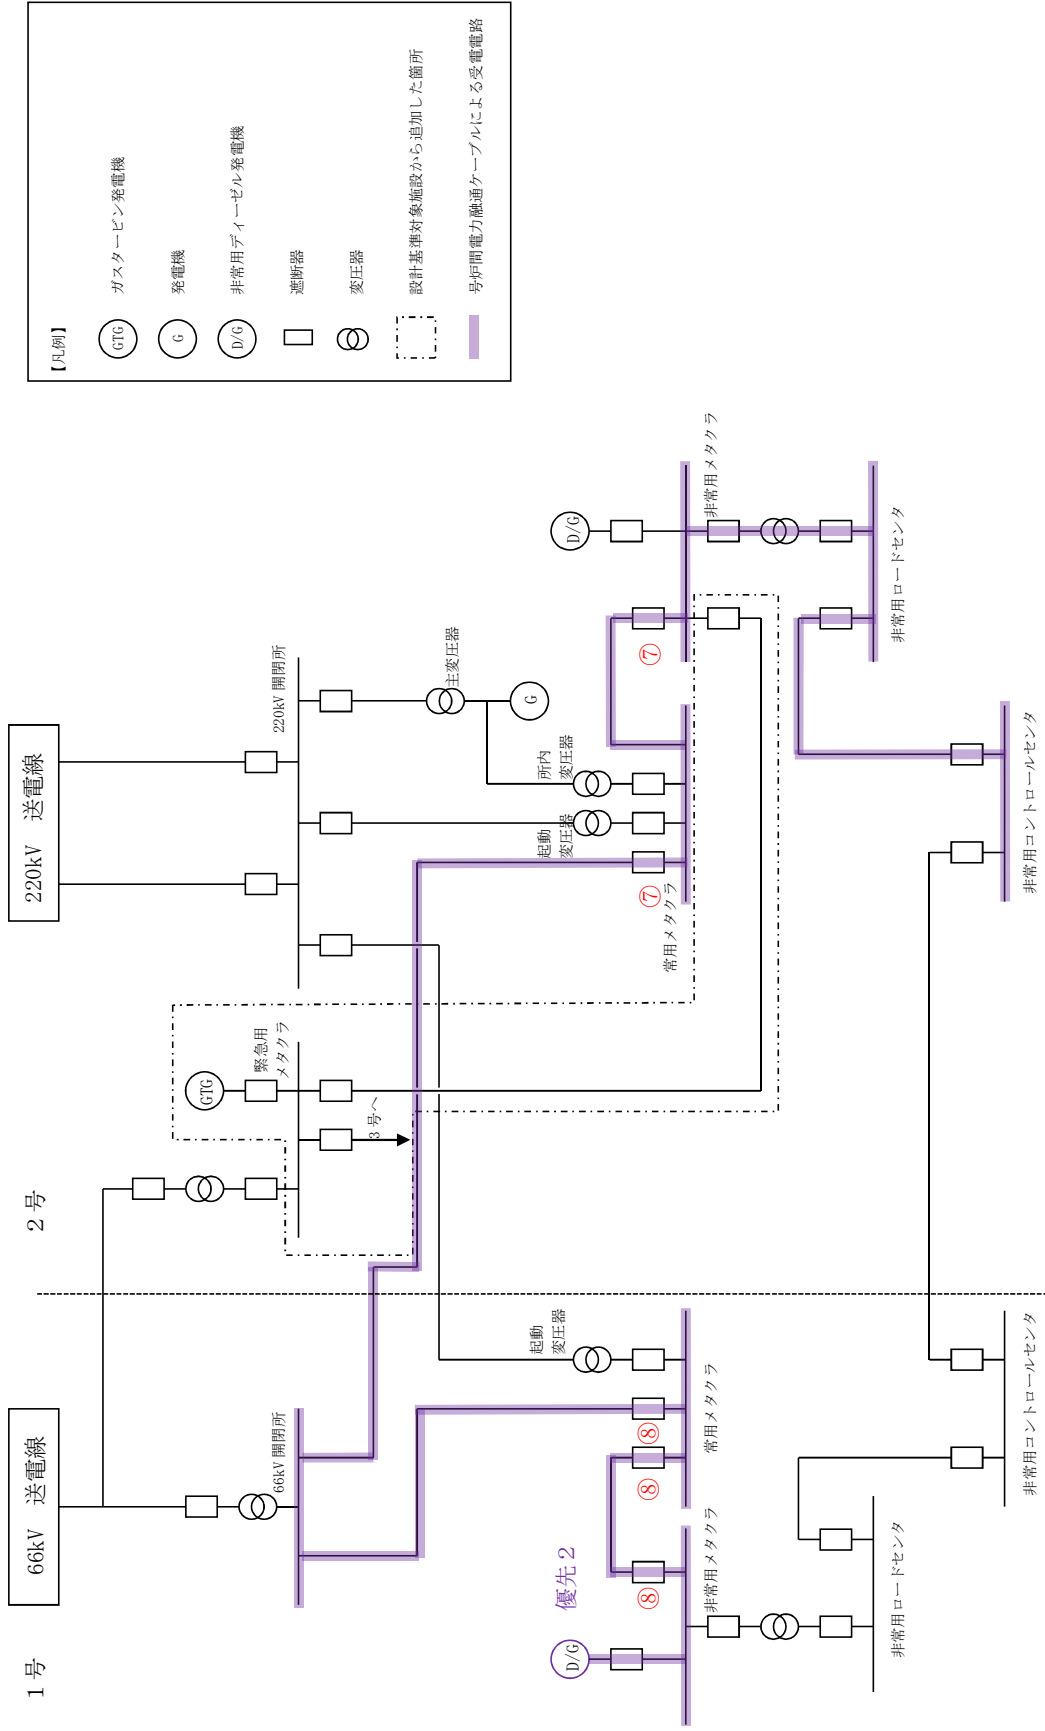 1号
2号
66kV 送電線
220kV 送電線
【凡例】
GTG ガスタービン発電機
G 発電機
D/G 非常用ディーゼル発電機
遮断器
変圧器
設計基準対象施設から追加した箇所
号炉間電力融通ケーブルによる受電電路
66kV 開閉所
GTG
緊急用
メタクラ
3号へ
220kV 開閉所
主変圧器
G
所内
変圧器
起動
変圧器
起動
変圧器
優先2
D/G
D/G
⑧
⑧
⑧
⑦
⑦
非常用メタクラ
常用メタクラ
常用メタクラ
非常用メタクラ
非常用ロードセンタ
非常用ロードセンタ
非常用コントロールセンタ
非常用コントロールセンタ